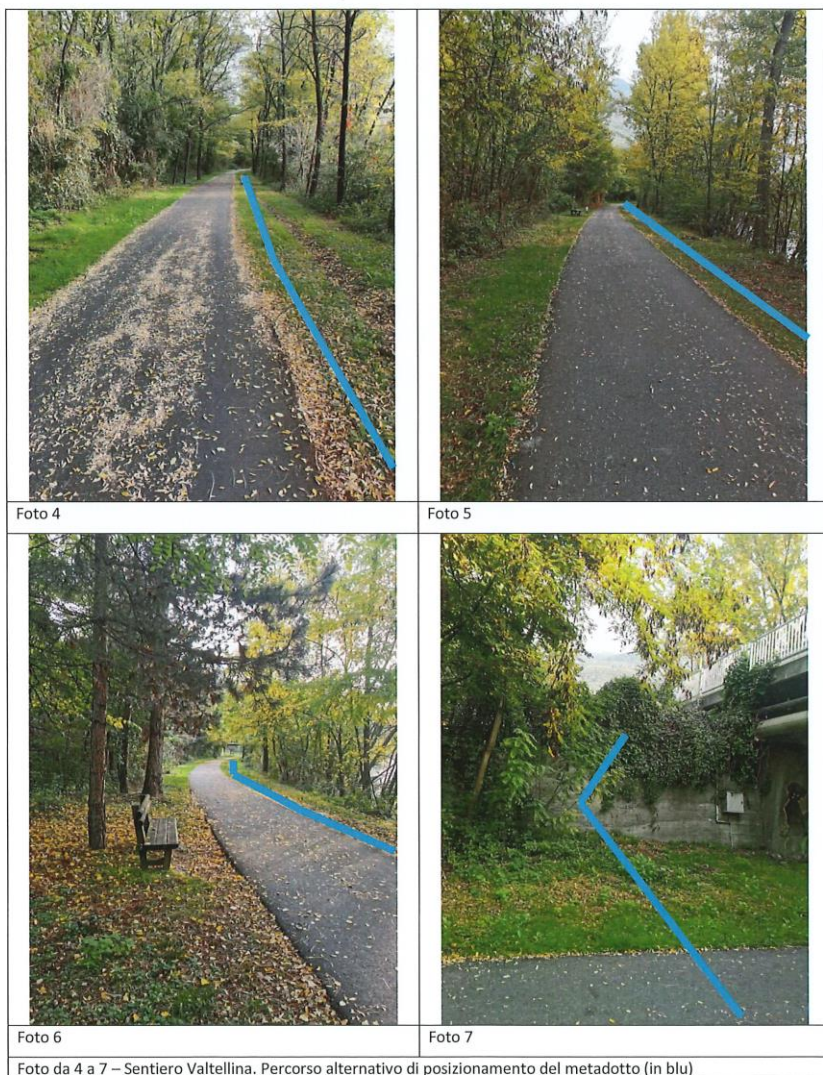 Foto 4
Foto 5
Foto 6
Foto 7
Foto da 4 a 7 – Sentiero Valtellina. Percorso alternativo di posizionamento del metadotto (in blu)